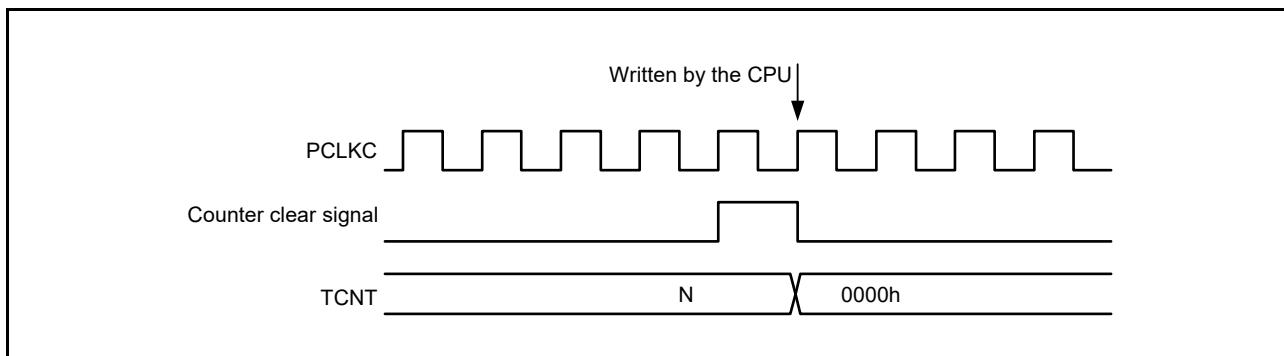 Written by the CPU
PCLKC
Counter clear signal
TCNT
N
0000h